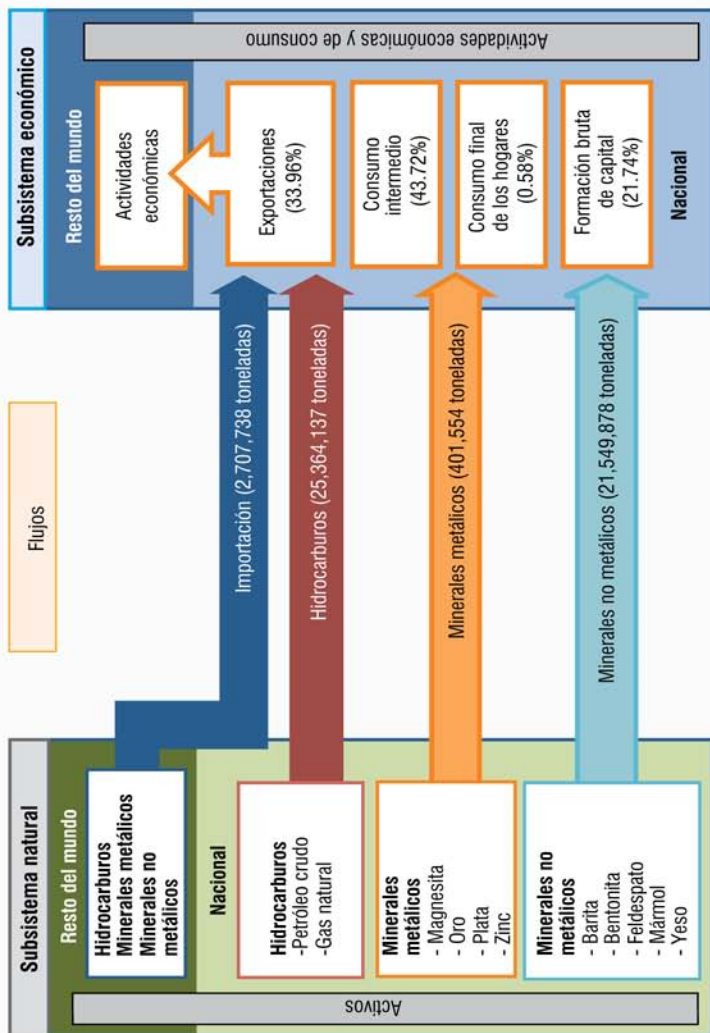 Subsistema natural
Flujos
Subsistema económico
Activos
Resto del mundo
Hidrocarburos
Minerales metálicos
Minerales no
metálicos
Nacional
Hidrocarburos
-Petróleo crudo
-Gas natural
Minerales
metálicos
- Magnesita
- Oro
- Plata
- Zinc
Minerales no
metálicos
- Barita
- Bentonita
- Feldespato
- Mármol
- Yeso
Importación (2,707,738 toneladas)
Hidrocarburos (25,364,137 toneladas)
Minerales metálicos (401,554 toneladas)
Minerales no metálicos (21,549,878 toneladas)
Resto del mundo
Actividades
económicas
Exportaciones
(33.96%)
Consumo
intermedio
(43.72%)
Consumo final
de los hogares
(0.58%)
Formación bruta
de capital
(21.74%)
Nacional
Actividades económicas y de consumo